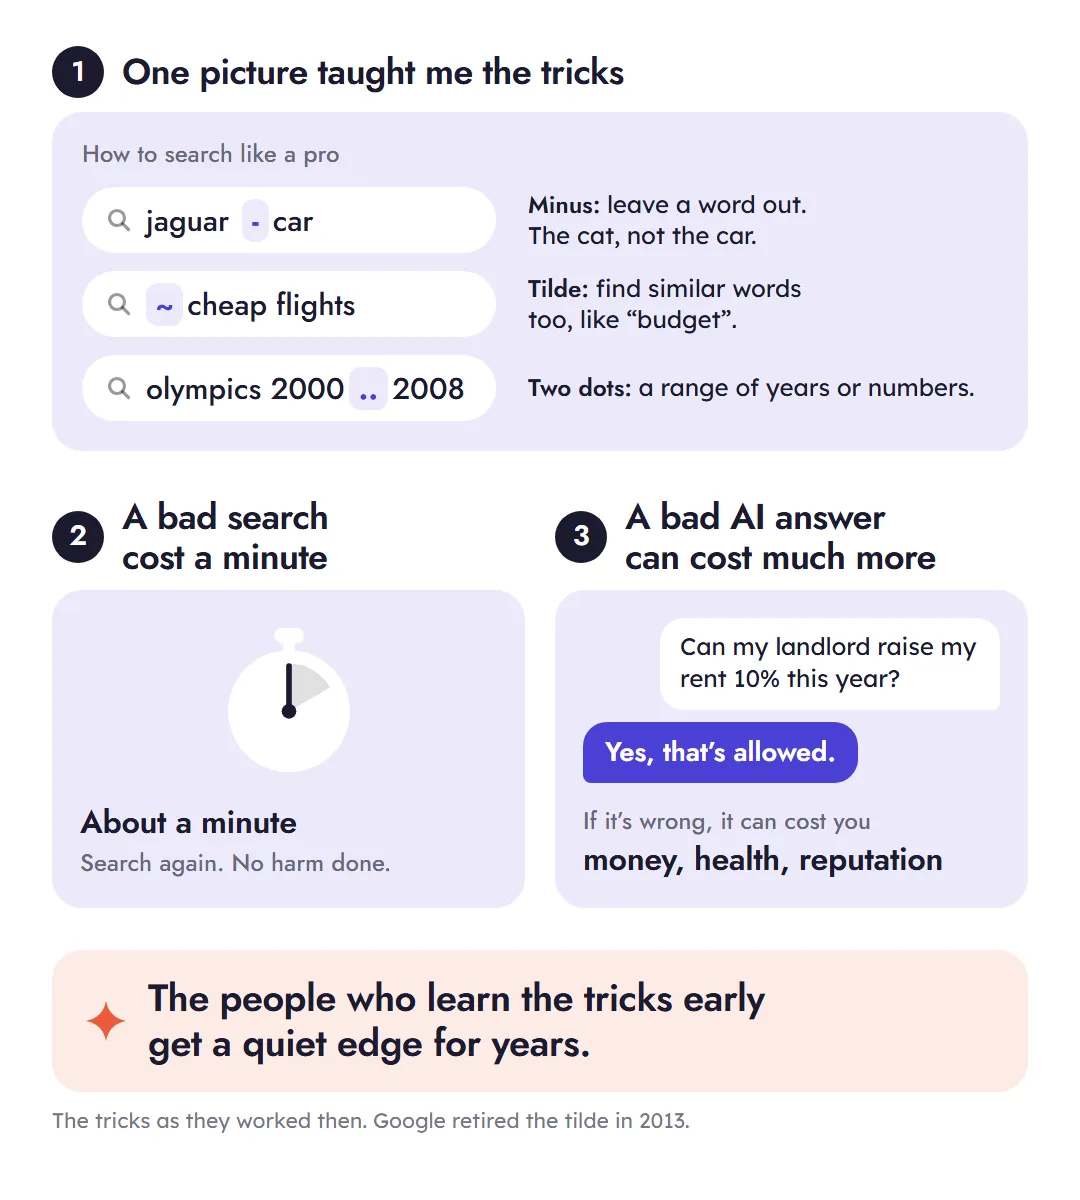 1 One picture taught me the tricks
How to search like a pro
jaguar - car
Minus: leave a word out.
The cat, not the car.
~ cheap flights
Tilde: find similar words
too, like “budget”.
olympics 2000 .. 2008
Two dots: a range of years or numbers.
2 A bad search
cost a minute
About a minute
Search again. No harm done.
3 A bad AI answer
can cost much more
Can my landlord raise my
rent 10% this year?
Yes, that’s allowed.
If it’s wrong, it can cost you
money, health, reputation
The people who learn the tricks early
get a quiet edge for years.
The tricks as they worked then. Google retired the tilde in 2013.